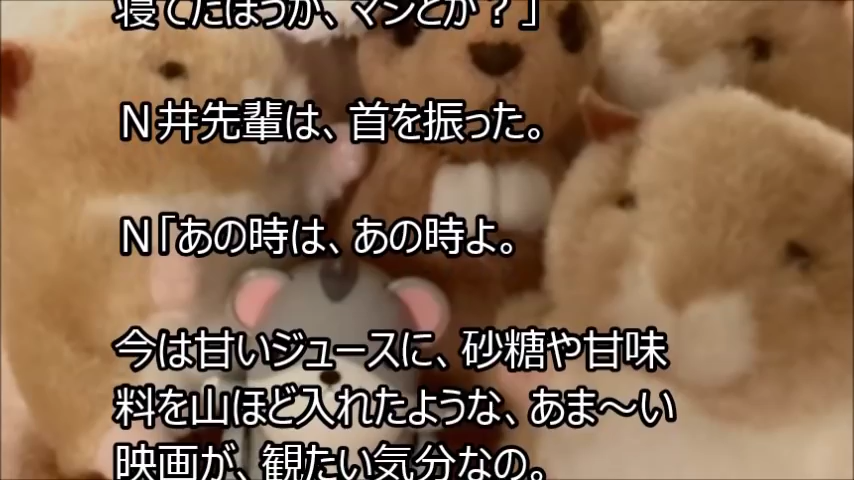 寝てたほうが、マシとか？」
Ｎ井先輩は、首を振った。
Ｎ「あの時は、あの時よ。
今は甘いジュースに、砂糖や甘味
料を山ほど入れたような、あま～い
映画が、観たい気分なの。